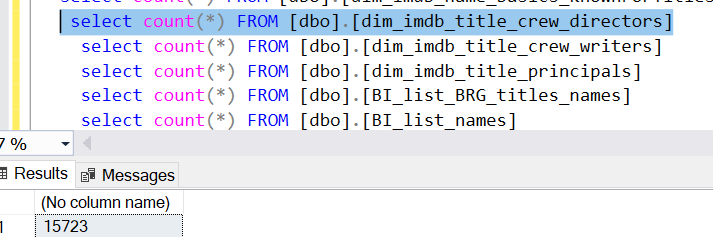 select count(*) FROM [dbo].[dim_imdb_title_crew_directors]
select count(*) FROM [dbo].[dim_imdb_title_crew_writers]
select count(*) FROM [dbo].[dim_imdb_title_principals]
select count(*) FROM [dbo].[BI_list_BRG_titles_names]
select count(*) FROM [dbo].[BI_list_names]
7 %
Results Messages
(No column name)
1 15723